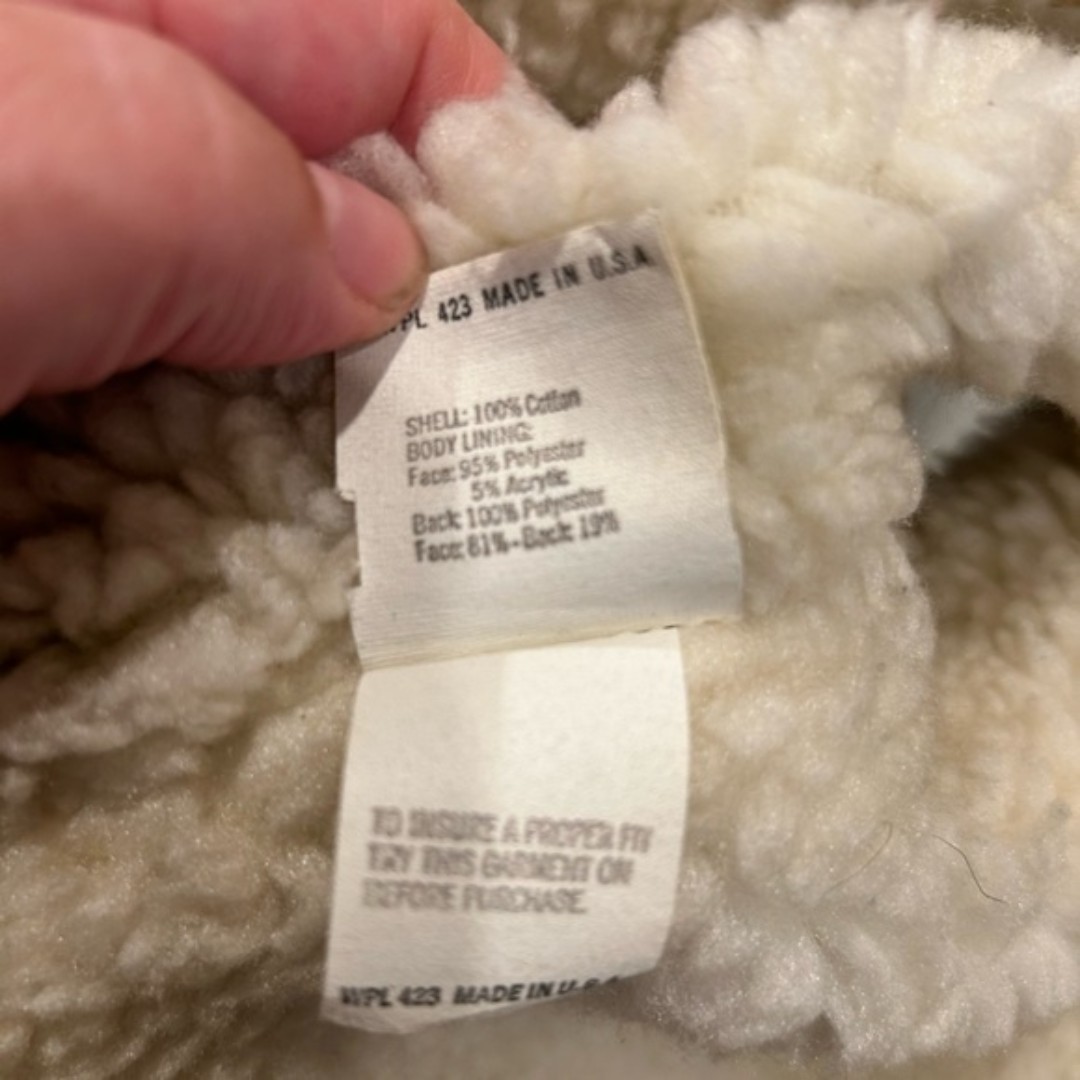 WPL 423 MADE IN U.S.A.
SHELL: 100% Cotton
BODY LINING:
Face: 95% Polyester
5% Acrylic
Back: 100% Polyester
Face: 81% - Back: 19%
TO INSURE A PROPER FIT
TRY THIS GARMENT ON
BEFORE PURCHASE.
WPL 423 MADE IN U.S.A.